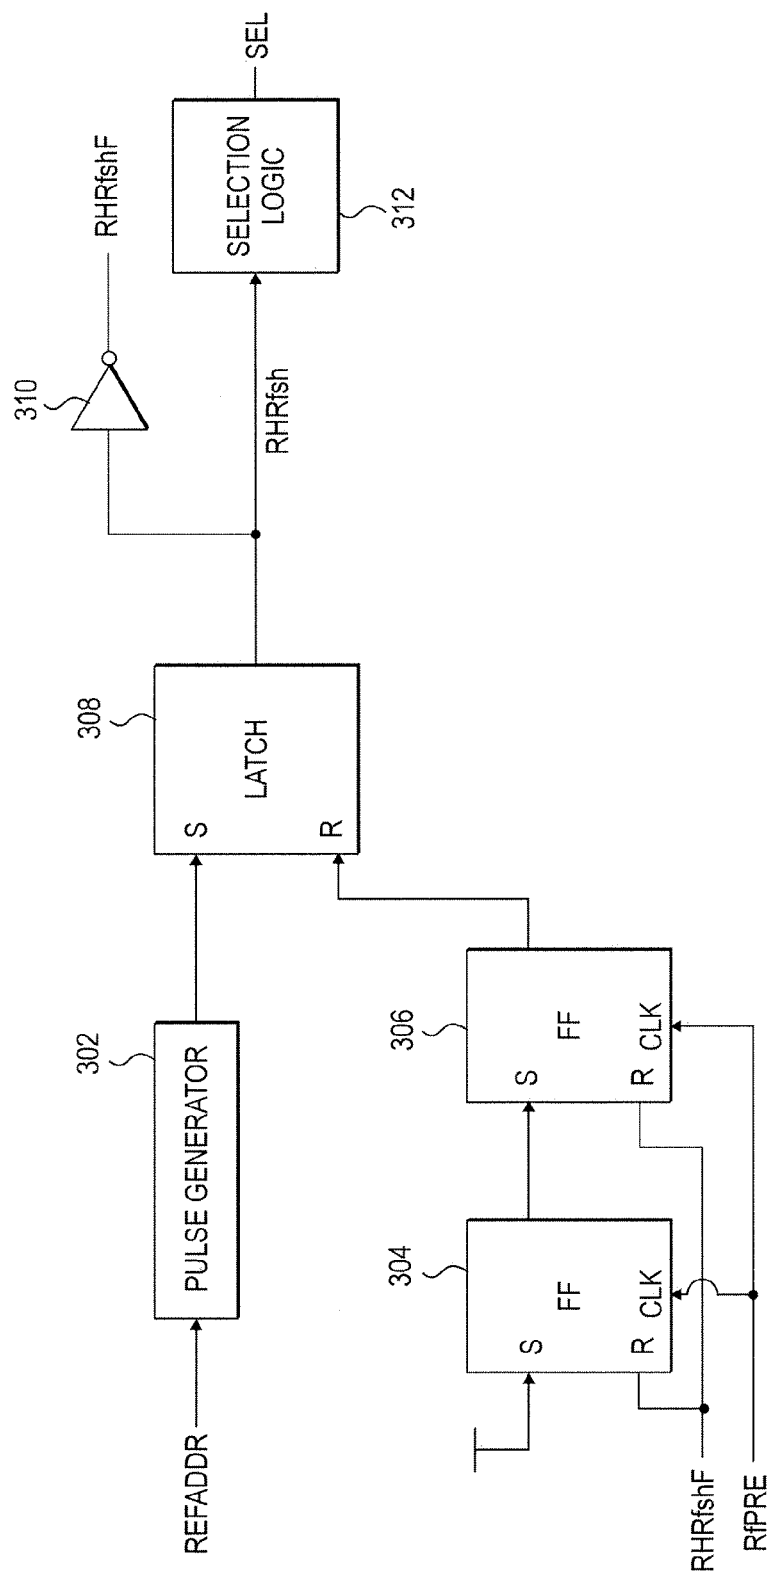 REFADDR
302
PULSE GENERATOR
308
S
LATCH
R
310
RHRfshF
RHRfsh
SELECTION
LOGIC
312
SEL
304
S
FF
R
CLK
306
S
FF
R
CLK
RHRfshF
RfPRE